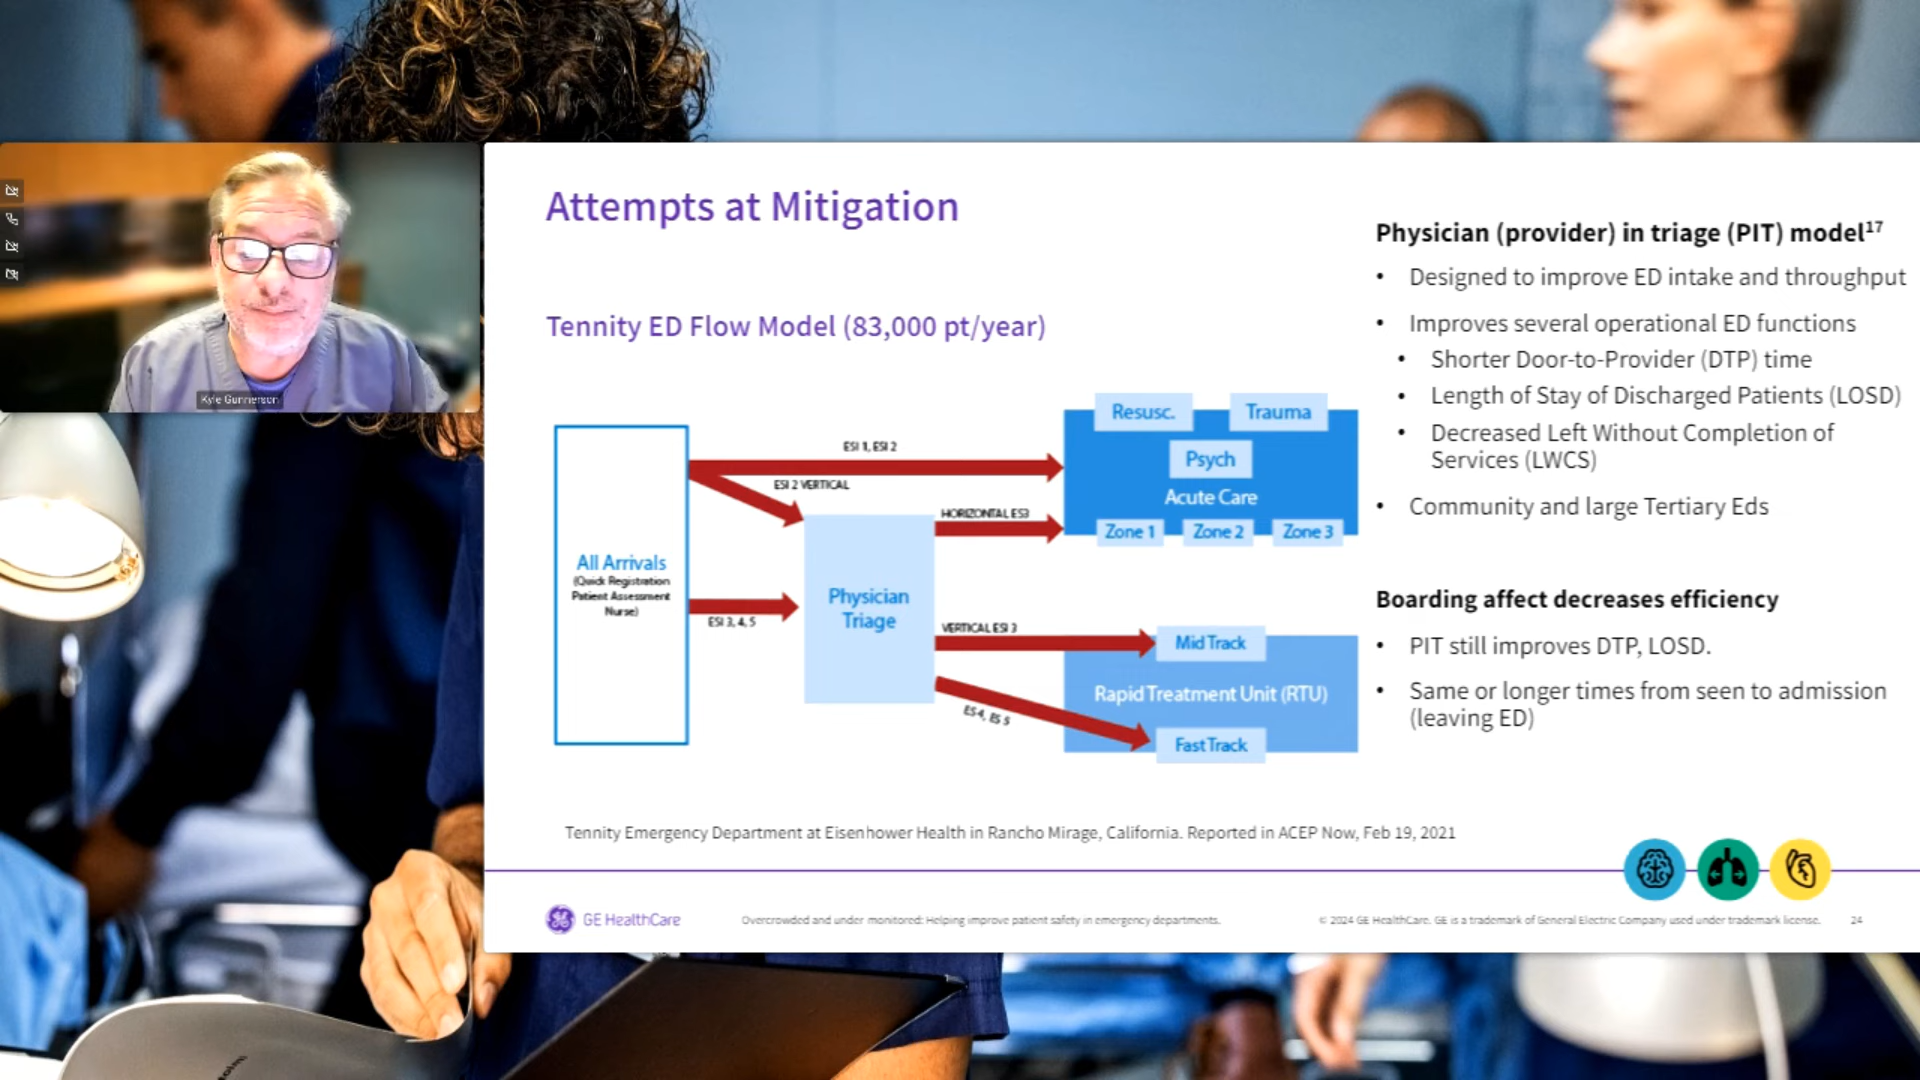 Kyle Gunnerson
Attempts at Mitigation
Tennity ED Flow Model (83,000 pt/year)
All Arrivals
(Quick Registration
Patient Assessment
Nurse)
ESI 1, ESI 2
ESI 2 VERTICAL
ESI 3, 4, 5
Physician
Triage
HORIZONTAL ES3
VERTICAL ESI 3
ES4, ES 5
Resusc.
Trauma
Psych
Acute Care
Zone 1
Zone 2
Zone 3
Mid Track
Rapid Treatment Unit (RTU)
Fast Track
Physician (provider) in triage (PIT) model17
• Designed to improve ED intake and throughput
• Improves several operational ED functions
• Shorter Door-to-Provider (DTP) time
• Length of Stay of Discharged Patients (LOSD)
• Decreased Left Without Completion of
Services (LWCS)
• Community and large Tertiary Eds
Boarding affect decreases efficiency
• PIT still improves DTP, LOSD.
• Same or longer times from seen to admission
(leaving ED)
Tennity Emergency Department at Eisenhower Health in Rancho Mirage, California. Reported in ACEP Now, Feb 19, 2021
GE HealthCare
Overcrowded and under monitored: Helping improve patient safety in emergency departments.
© 2024 GE HealthCare. GE is a trademark of General Electric Company used under trademark license.
24